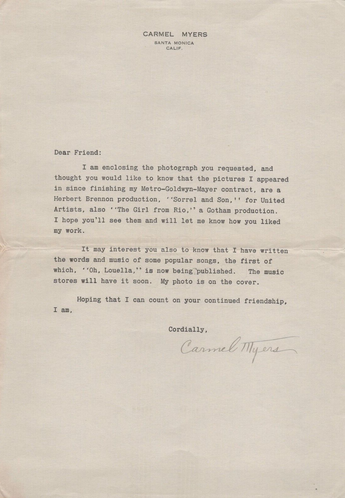 CARMEL MYERS
SANTA MONICA
CALIF.
Dear Friend:
I am enclosing the photograph you requested, and
thought you would like to know that the pictures I appeared
in since finishing my Metro-Goldwyn-Mayer contract, are a
Herbert Brennon production, ''Sorrel and Son,'' for United
Artists, also ''The Girl from Rio,'' a Gotham production.
I hope you'll see them and will let me know how you liked
my work.
It may interest you also to know that I have written
the words and music of some popular songs, the first of
which, ''Oh, Louella,'' is now being published. The music
stores will have it soon. My photo is on the cover.
Hoping that I can count on your continued friendship,
I am,
Cordially,
Carmel Myers